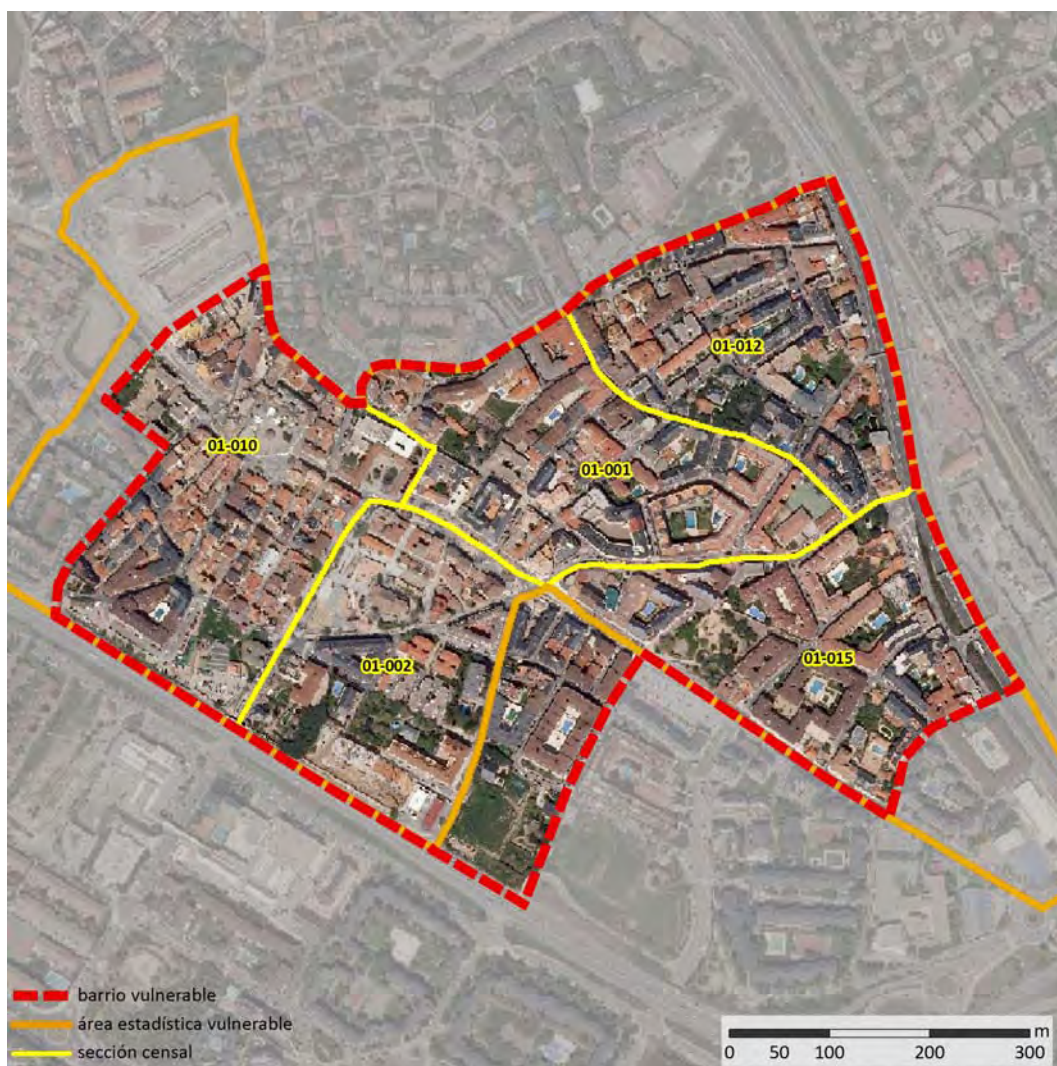 01-012
01-010
01-001
01-015
01-002
barrio vulnerable
área estadística vulnerable
sección censal
m
0 50 100 200 300